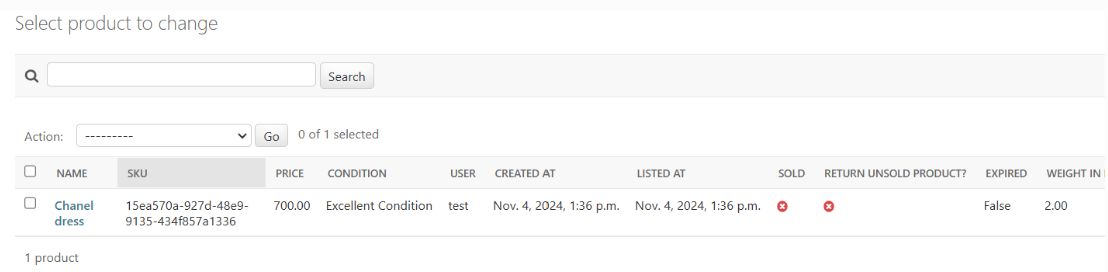 Select product to change
Search
Action: --------- Go 0 of 1 selected
NAME SKU PRICE CONDITION USER CREATED AT LISTED AT SOLD RETURN UNSOLD PRODUCT? EXPIRED WEIGHT IN
Chanel 15ea570a-927d-48e9- 700.00 Excellent Condition test Nov. 4, 2024, 1:36 p.m. Nov. 4, 2024, 1:36 p.m. False 2.00
dress 9135-434f857a1336
1 product